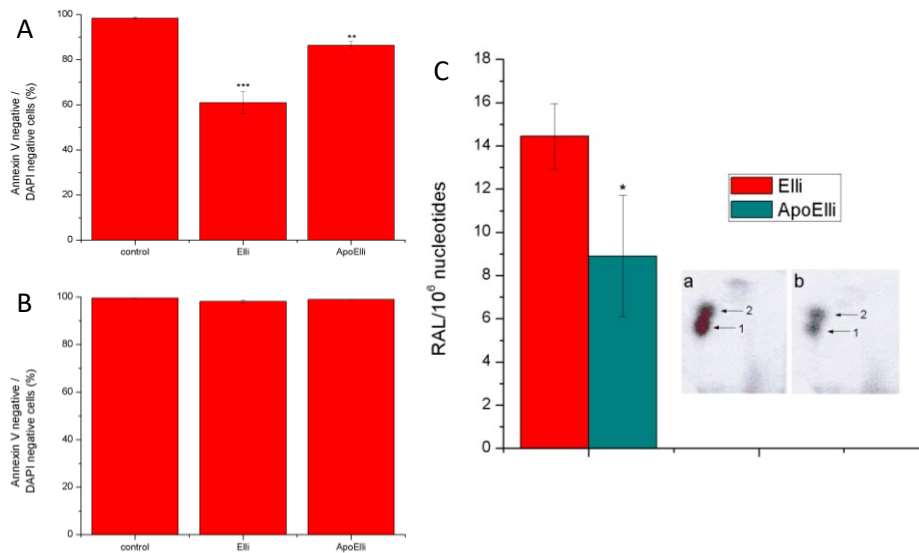 A
Annexin V negative /
DAPI negative cells (%)
100
80
60
40
20
0
***
**
control
Elli
ApoElli
B
Annexin V negative /
DAPI negative cells (%)
100
80
60
40
20
0
control
Elli
ApoElli
C
RAL/10⁶ nucleotides
18
16
14
12
10
8
6
4
2
0
*
Elli
ApoElli
a
2
1
b
2
1